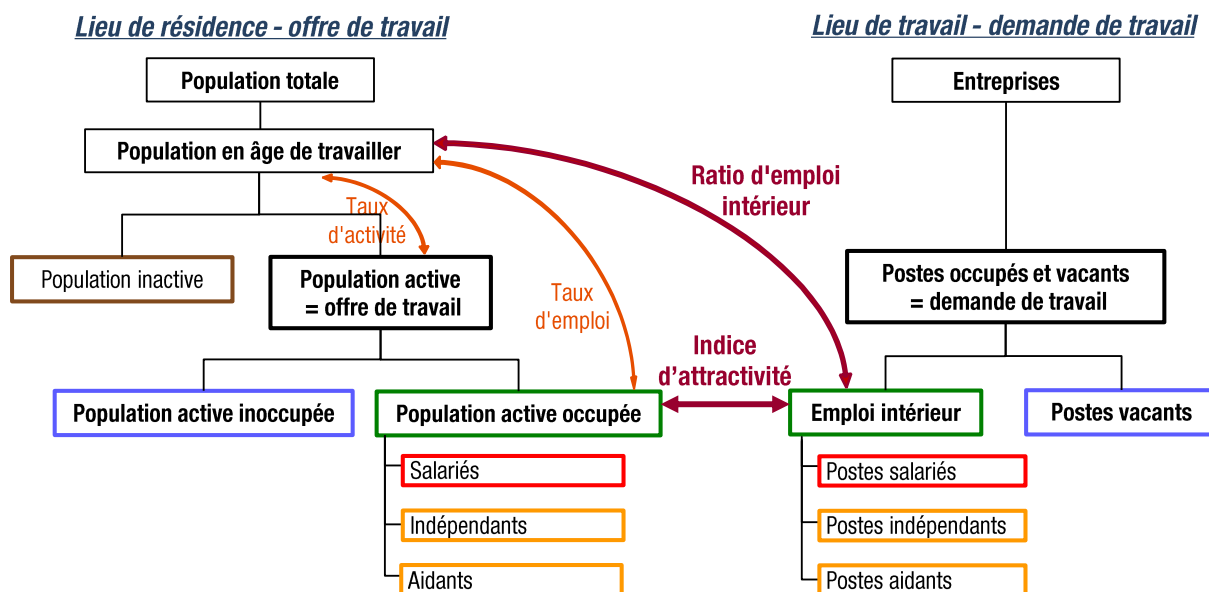 Lieu de résidence - offre de travail
Lieu de travail - demande de travail
Population totale
Entreprises
Population en âge de travailler
Ratio d'emploi
intérieur
Taux
d'activité
Population inactive
Population active
= offre de travail
Postes occupés et vacants
= demande de travail
Taux
d'emploi
Indice
d’attractivité
Population active inoccupée
Population active occupée
Emploi intérieur
Postes vacants
Salariés
Postes salariés
Indépendants
Postes indépendants
Aidants
Postes aidants